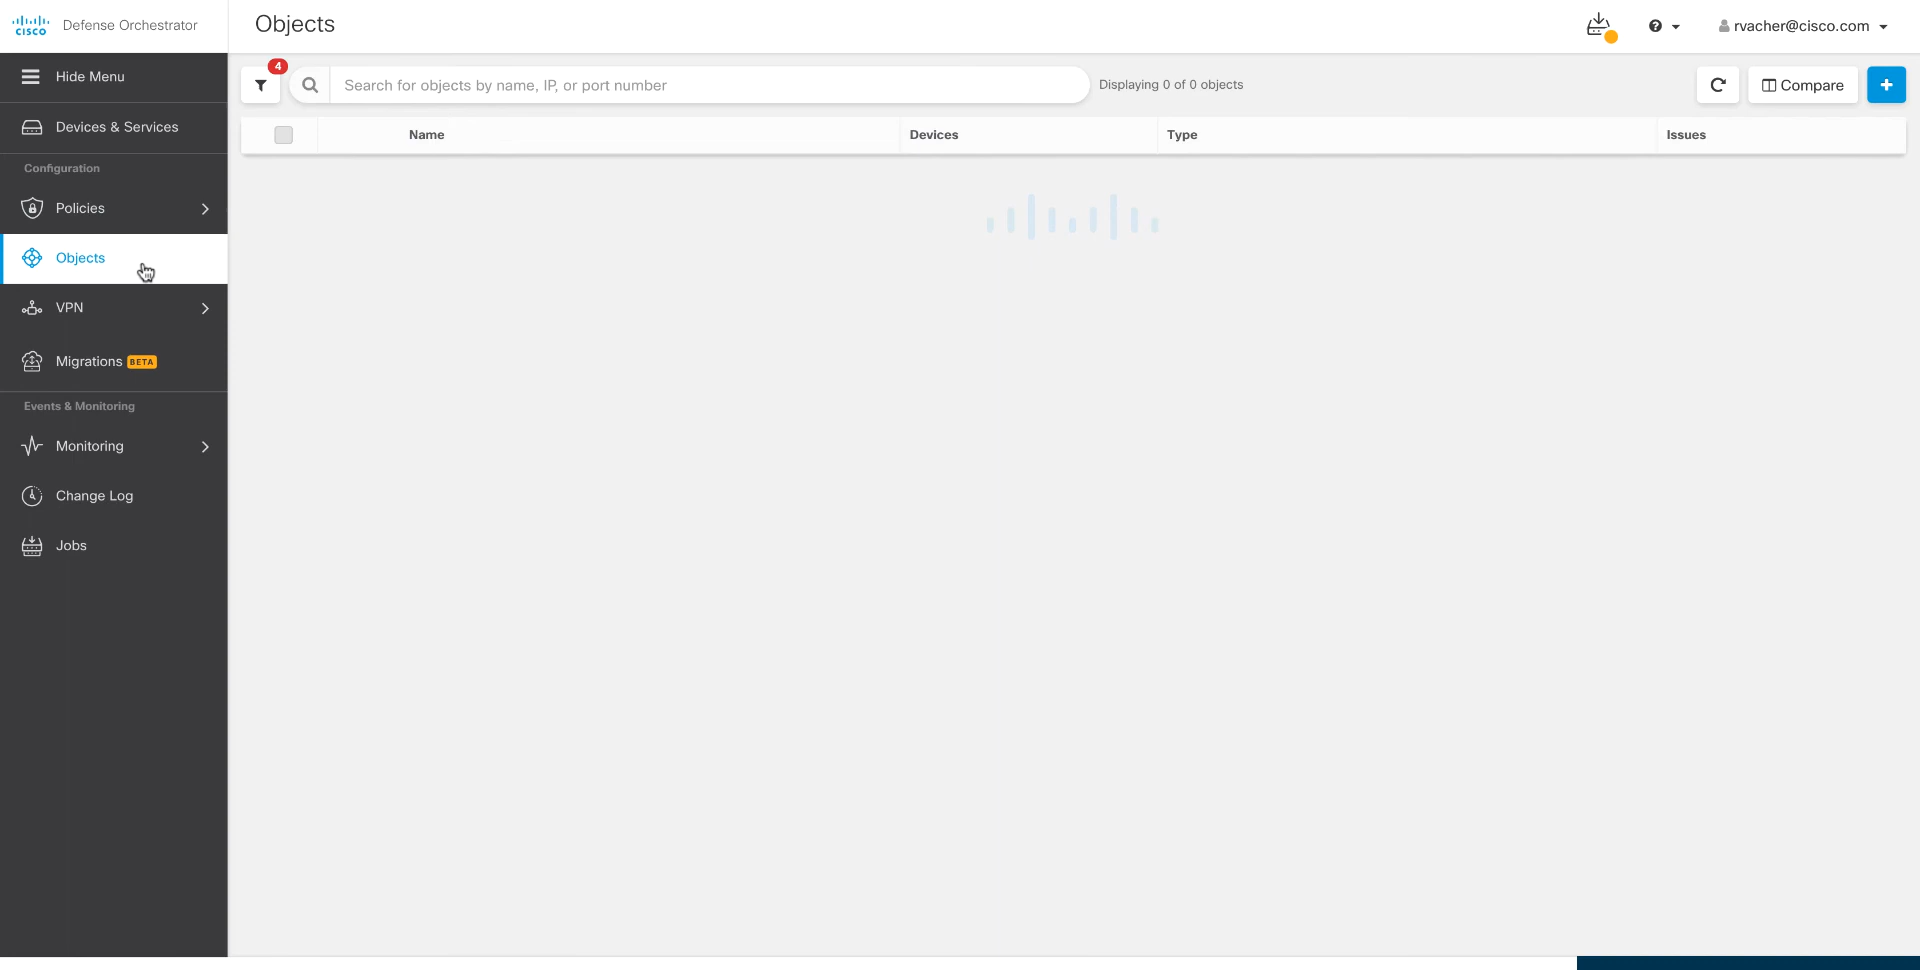 CISCO Defense Orchestrator
Objects
rvacher@cisco.com
Hide Menu
4
Search for objects by name, IP, or port number
Displaying 0 of 0 objects
Compare
Name Devices Type Issues
Devices & Services
Configuration
Policies
Objects
VPN
Migrations BETA
Events & Monitoring
Monitoring
Change Log
Jobs